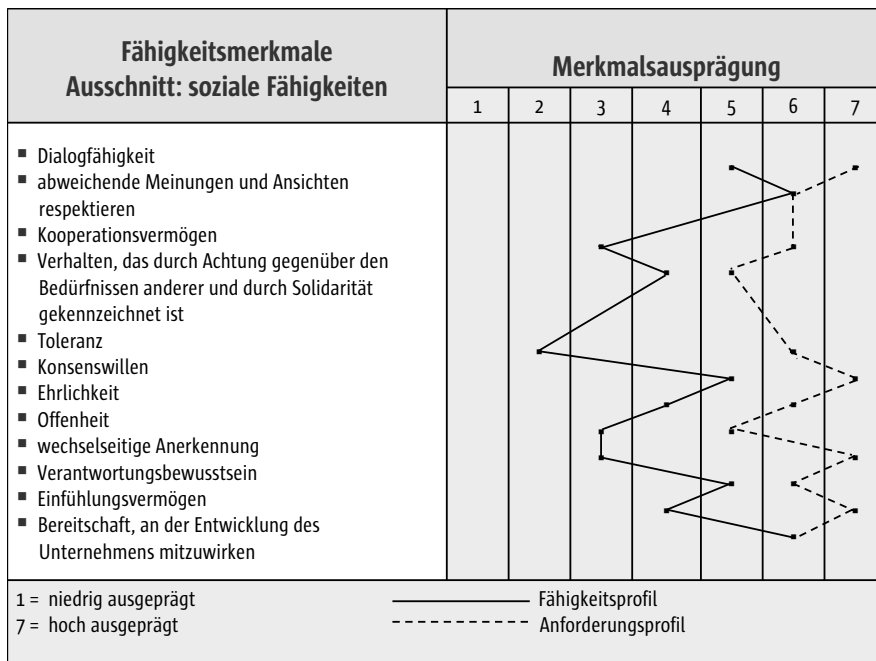 Fähigkeitsmerkmale
Ausschnitt: soziale Fähigkeiten
Merkmalsausprägung
1 2 3 4 5 6 7
▪ Dialogfähigkeit
▪ abweichende Meinungen und Ansichten
respektieren
▪ Kooperationsvermögen
▪ Verhalten, das durch Achtung gegenüber den
Bedürfnissen anderer und durch Solidarität
gekennzeichnet ist
▪ Toleranz
▪ Konsenswillen
▪ Ehrlichkeit
▪ Offenheit
▪ wechselseitige Anerkennung
▪ Verantwortungsbewusstsein
▪ Einfühlungsvermögen
▪ Bereitschaft, an der Entwicklung des
Unternehmens mitzuwirken
1 = niedrig ausgeprägt
7 = hoch ausgeprägt
Fähigkeitsprofil
Anforderungsprofil